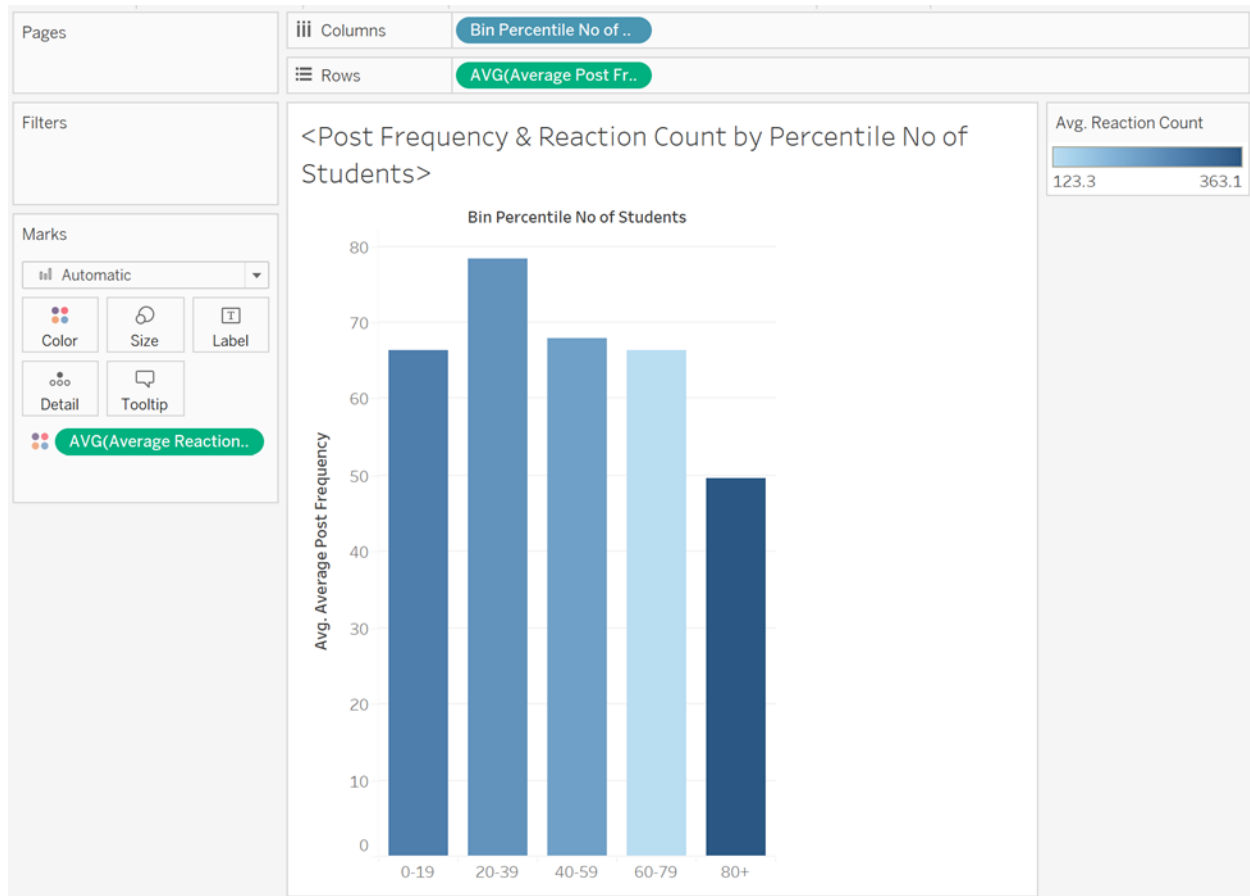 Pages
Columns
Bin Percentile No of ..
Rows
AVG(Average Post Fr..
Filters
<Post Frequency & Reaction Count by Percentile No of
Students>
Avg. Reaction Count
123.3 363.1
Marks
Automatic
Color Size Label
Detail Tooltip
AVG(Average Reaction..
Bin Percentile No of Students
Avg. Average Post Frequency
80
70
60
50
40
30
20
10
0
0-19 20-39 40-59 60-79 80+